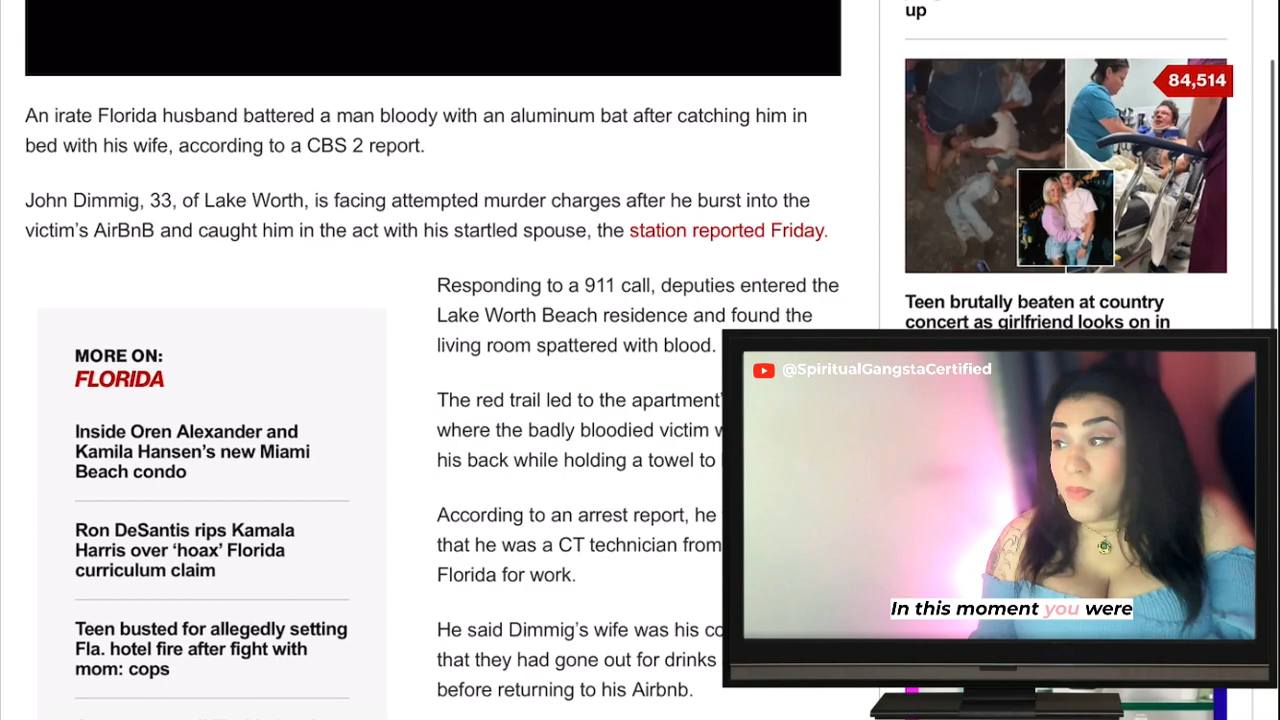 An irate Florida husband battered a man bloody with an aluminum bat after catching him in
bed with his wife, according to a CBS 2 report.
John Dimmig, 33, of Lake Worth, is facing attempted murder charges after he burst into the
victim's AirBnB and caught him in the act with his startled spouse, the station reported Friday.
MORE ON:
FLORIDA
Inside Oren Alexander and
Kamila Hansen's new Miami
Beach condo
Ron DeSantis rips Kamala
Harris over 'hoax' Florida
curriculum claim
Teen busted for allegedly setting
Fla. hotel fire after fight with
mom: cops
Responding to a 911 call, deputies entered the
Lake Worth Beach residence and found the
living room spattered with blood.
The red trail led to the apartment'
where the badly bloodied victim
his back while holding a towel to
According to an arrest report, he
that he was a CT technician from
Florida for work.
He said Dimmig's wife was his
that they had gone out for drinks
before returning to his Airbnb.
up
84,514
Teen brutally beaten at country
concert as girlfriend looks on in
@SpiritualGangstaCertified
In this moment you were